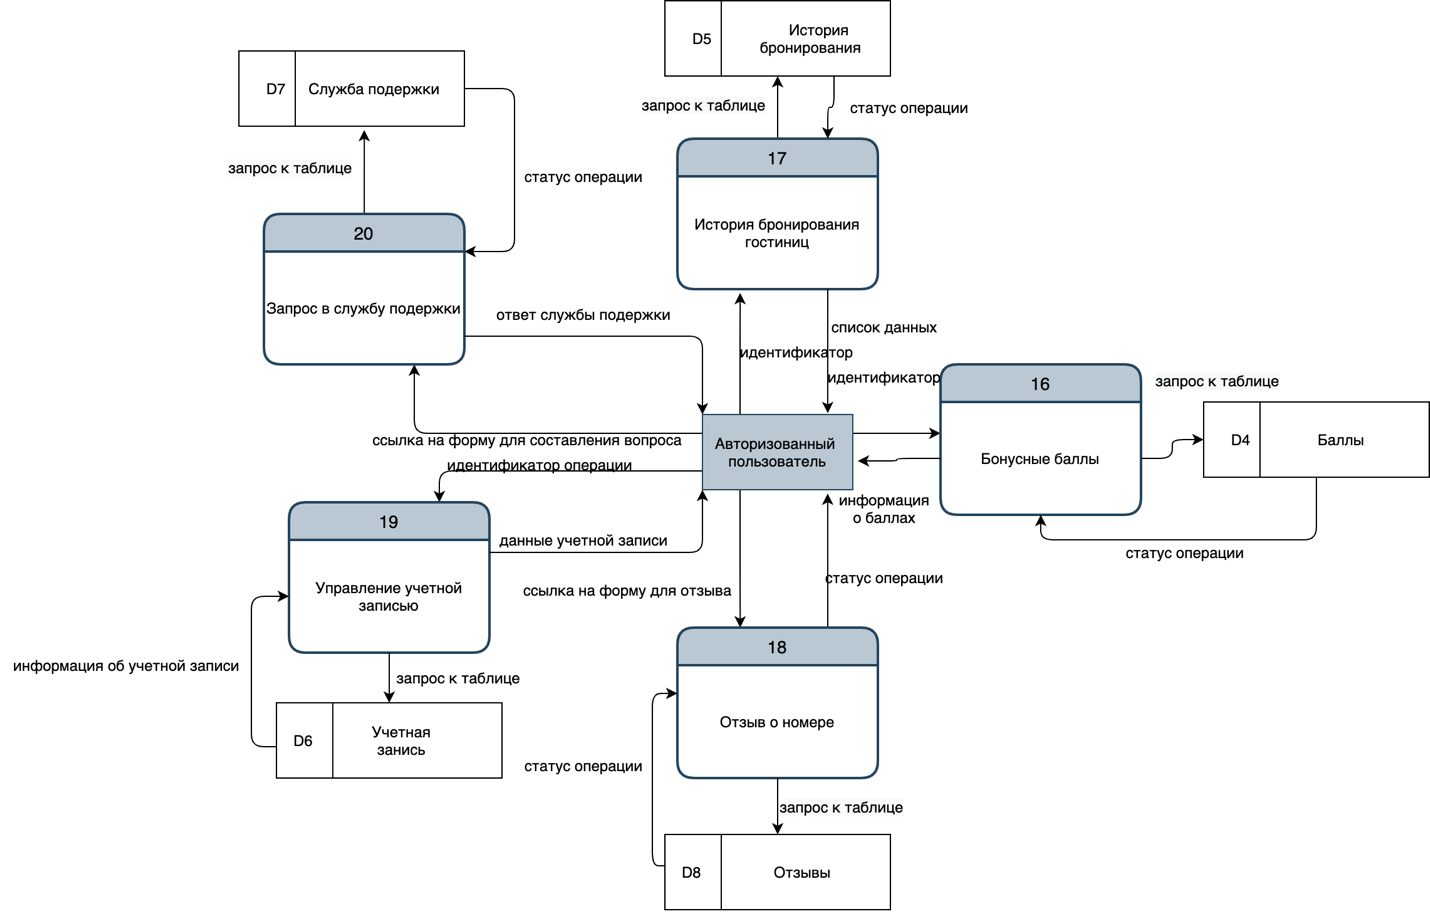 D5
История
бронирования
запрос к таблице
статус операции
D7
Служба подержки
запрос к таблице
статус операции
17
История бронирования
гостиниц
20
Запрос в службу подержки
ответ службы подержки
список данных
идентификатор
идентификатор
16
Бонусные баллы
запрос к таблице
D4
Баллы
статус операции
Авторизованный
пользователь
ссылка на форму для составления вопроса
идентификатор операции
информация
о баллах
19
Управление учетной
записью
данные учетной записи
статус операции
ссылка на форму для отзыва
информация об учетной записи
запрос к таблице
D6
Учетная
занись
18
Отзыв о номере
статус операции
запрос к таблице
D8
Отзывы